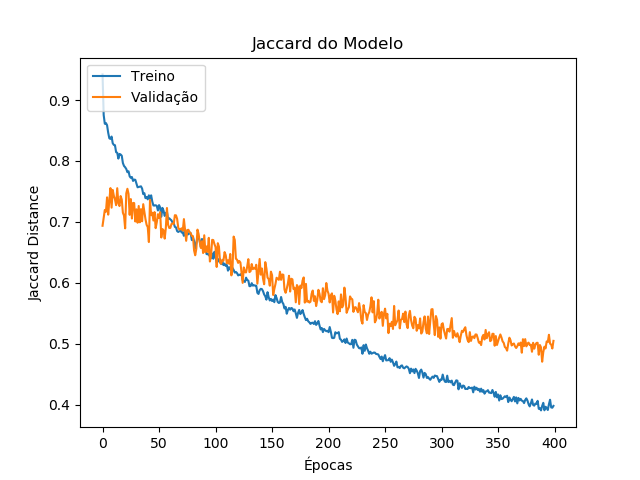 Jaccard do Modelo
Treino
Validação
Jaccard Distance
0.9
0.8
0.7
0.6
0.5
0.4
0 50 100 150 200 250 300 350 400
Épocas